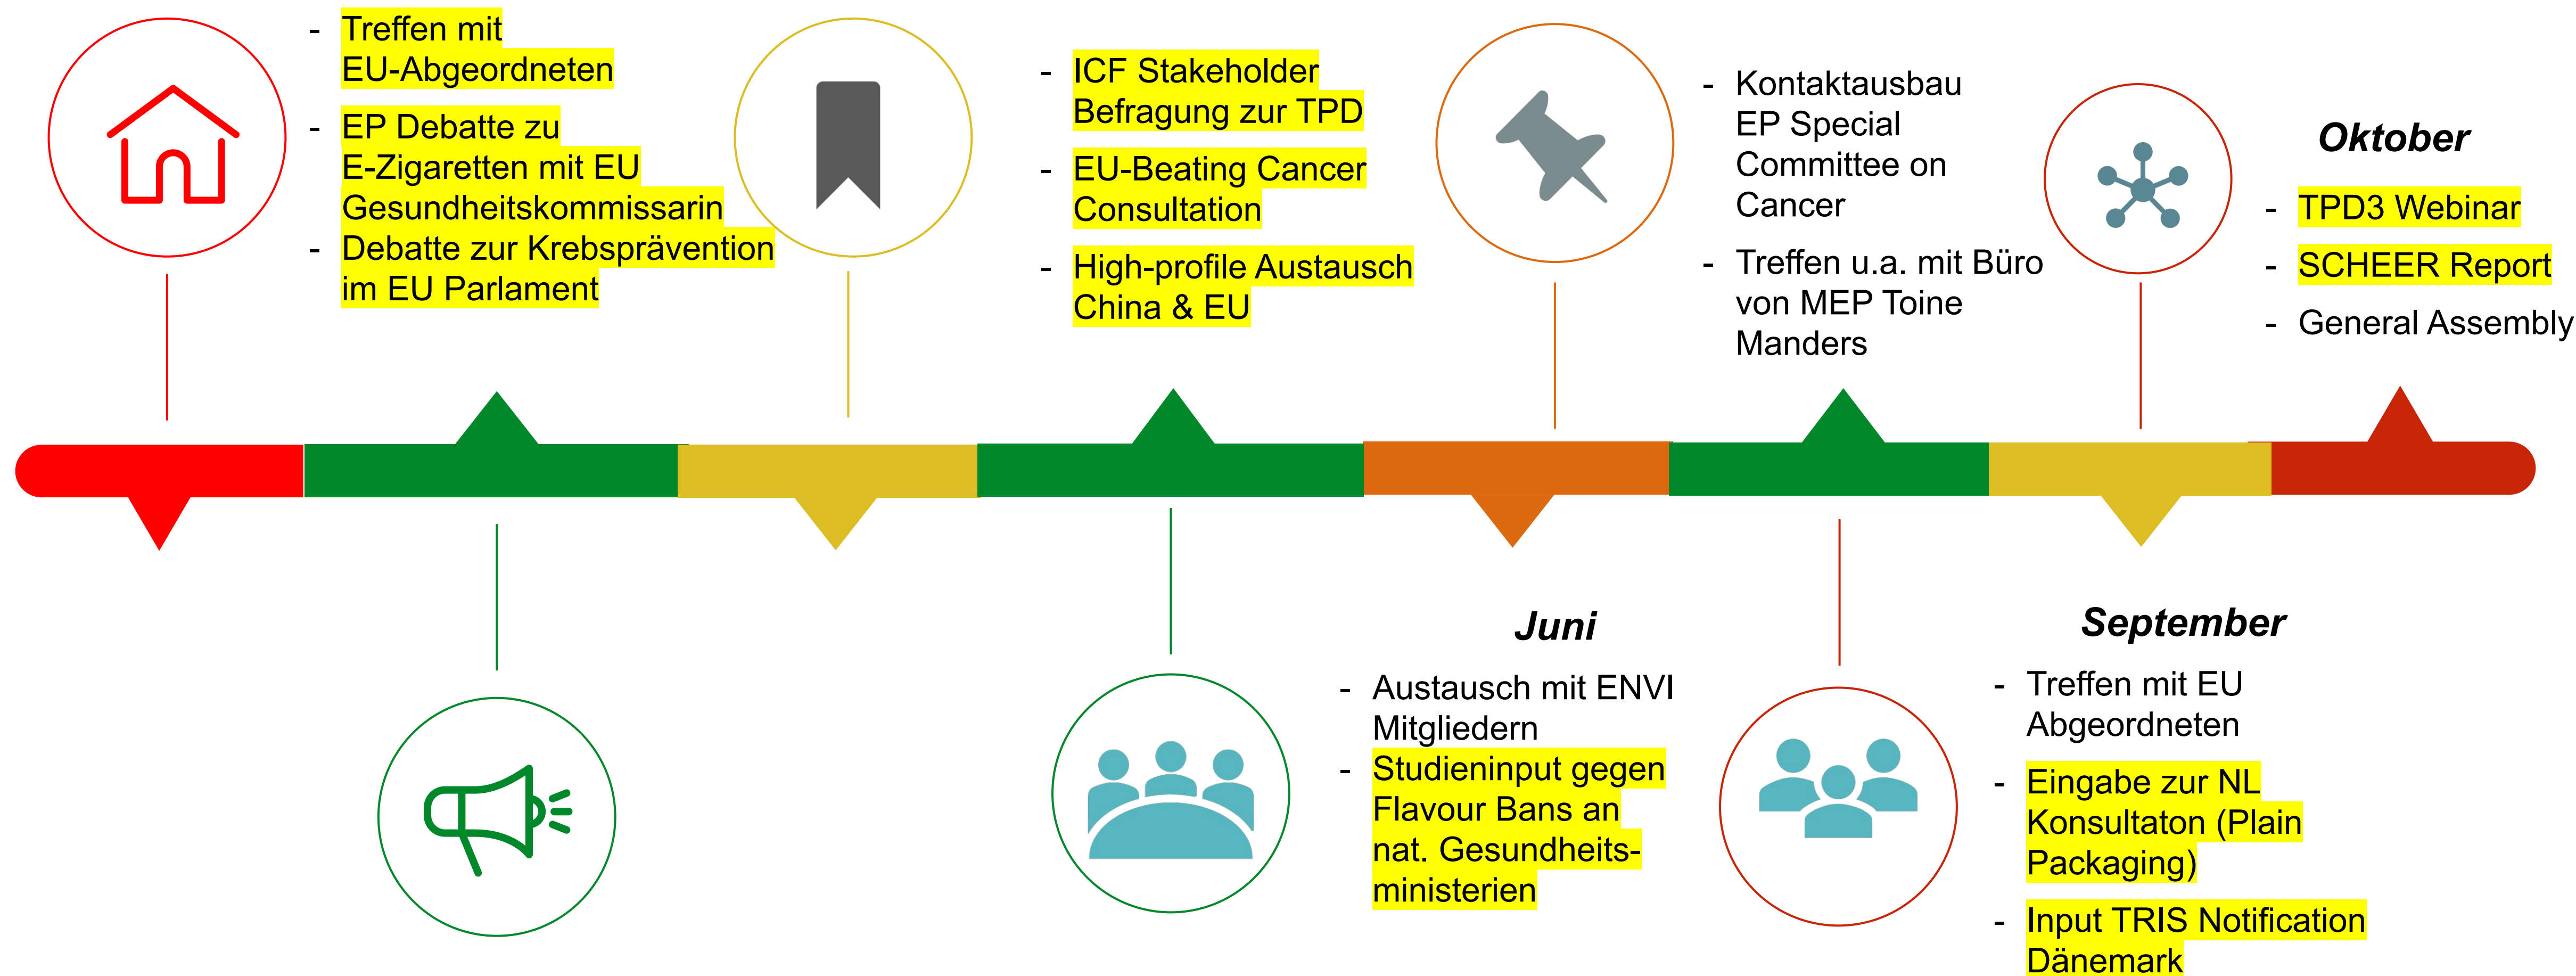 - Treffen mit
EU-Abgeordneten
- EP Debatte zu
E-Zigaretten mit EU
Gesundheitskommissarin
- Debatte zur Krebsprävention
im EU Parlament
- ICF Stakeholder
Befragung zur TPD
- EU-Beating Cancer
Consultation
- High-profile Austausch
China & EU
Juni
- Austausch mit ENVI
Mitgliedern
- Studieninput gegen
Flavour Bans an
nat. Gesundheits-
ministerien
- Kontaktausbau
EP Special
Committee on
Cancer
- Treffen u.a. mit Büro
von MEP Toine
Manders
September
- Treffen mit EU
Abgeordneten
- Eingabe zur NL
Konsultaton (Plain
Packaging)
- Input TRIS Notification
Dänemark
Oktober
- TPD3 Webinar
- SCHEER Report
- General Assembly